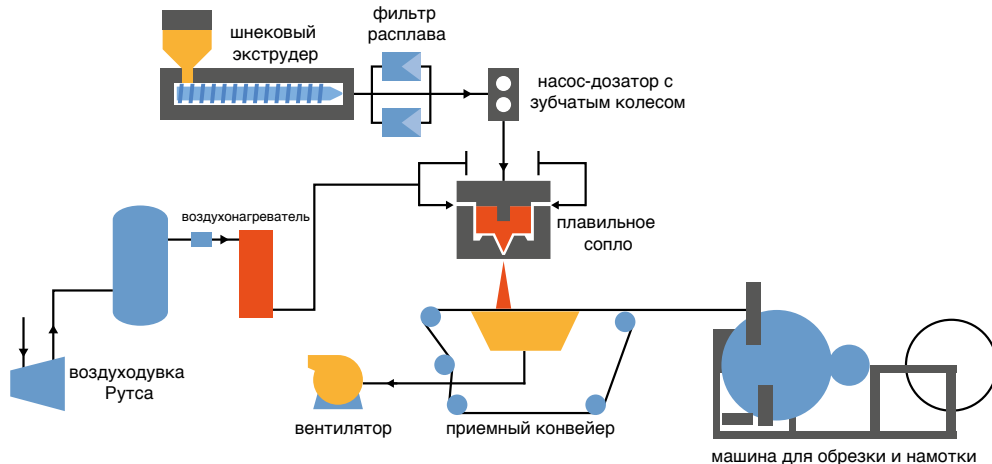 шнековый
экструдер
фильтр
расплава
насос-дозатор с
зубчатым колесом
воздухонагреватель
плавильное
сопло
воздуходувка
Рутса
вентилятор
приемный конвейер
машина для обрезки и намотки